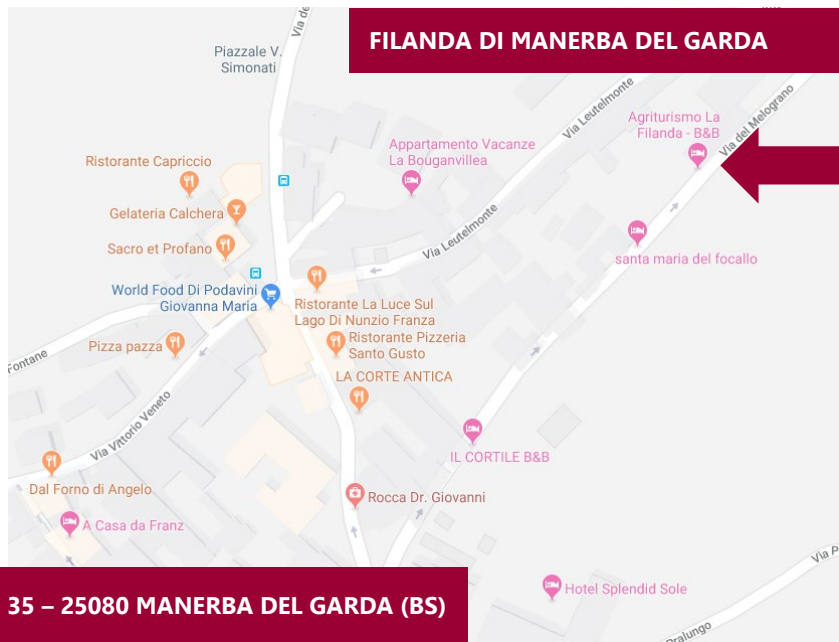 FILANDA DI MANERBA DEL GARDA
Via de
Piazzale V.
Simonati
Agriturismo La
Filanda - B&B
Via del Melograno
Via Leutelmonte
Appartamento Vacanze
La Bouganvillea
Ristorante Capriccio
Gelateria Calchera
Via Leutelmonte
Sacro et Profano
santa maria del focallo
World Food Di Podavini
Giovanna Maria
Ristorante La Luce Sul
Lago Di Nunzio Franza
Ristorante Pizzeria
Santo Gusto
Pizza pazza
Fontane
LA CORTE ANTICA
Via Vittorio Veneto
IL CORTILE B&B
Dal Forno di Angelo
Rocca Dr. Giovanni
A Casa da Franz
Via P
Hotel Splendid Sole
35 – 25080 MANERBA DEL GARDA (BS)
Pralungo